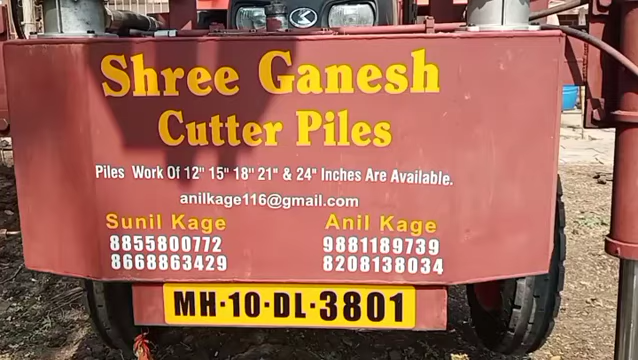 Shree Ganesh
Cutter Piles
Piles Work Of 12" 15" 18" 21" & 24" Inches Are Available.
anilkage116@gmail.com
Sunil Kage
8855800772
8668863429
Anil Kage
9881189739
8208138034
MH·10·DL·3801